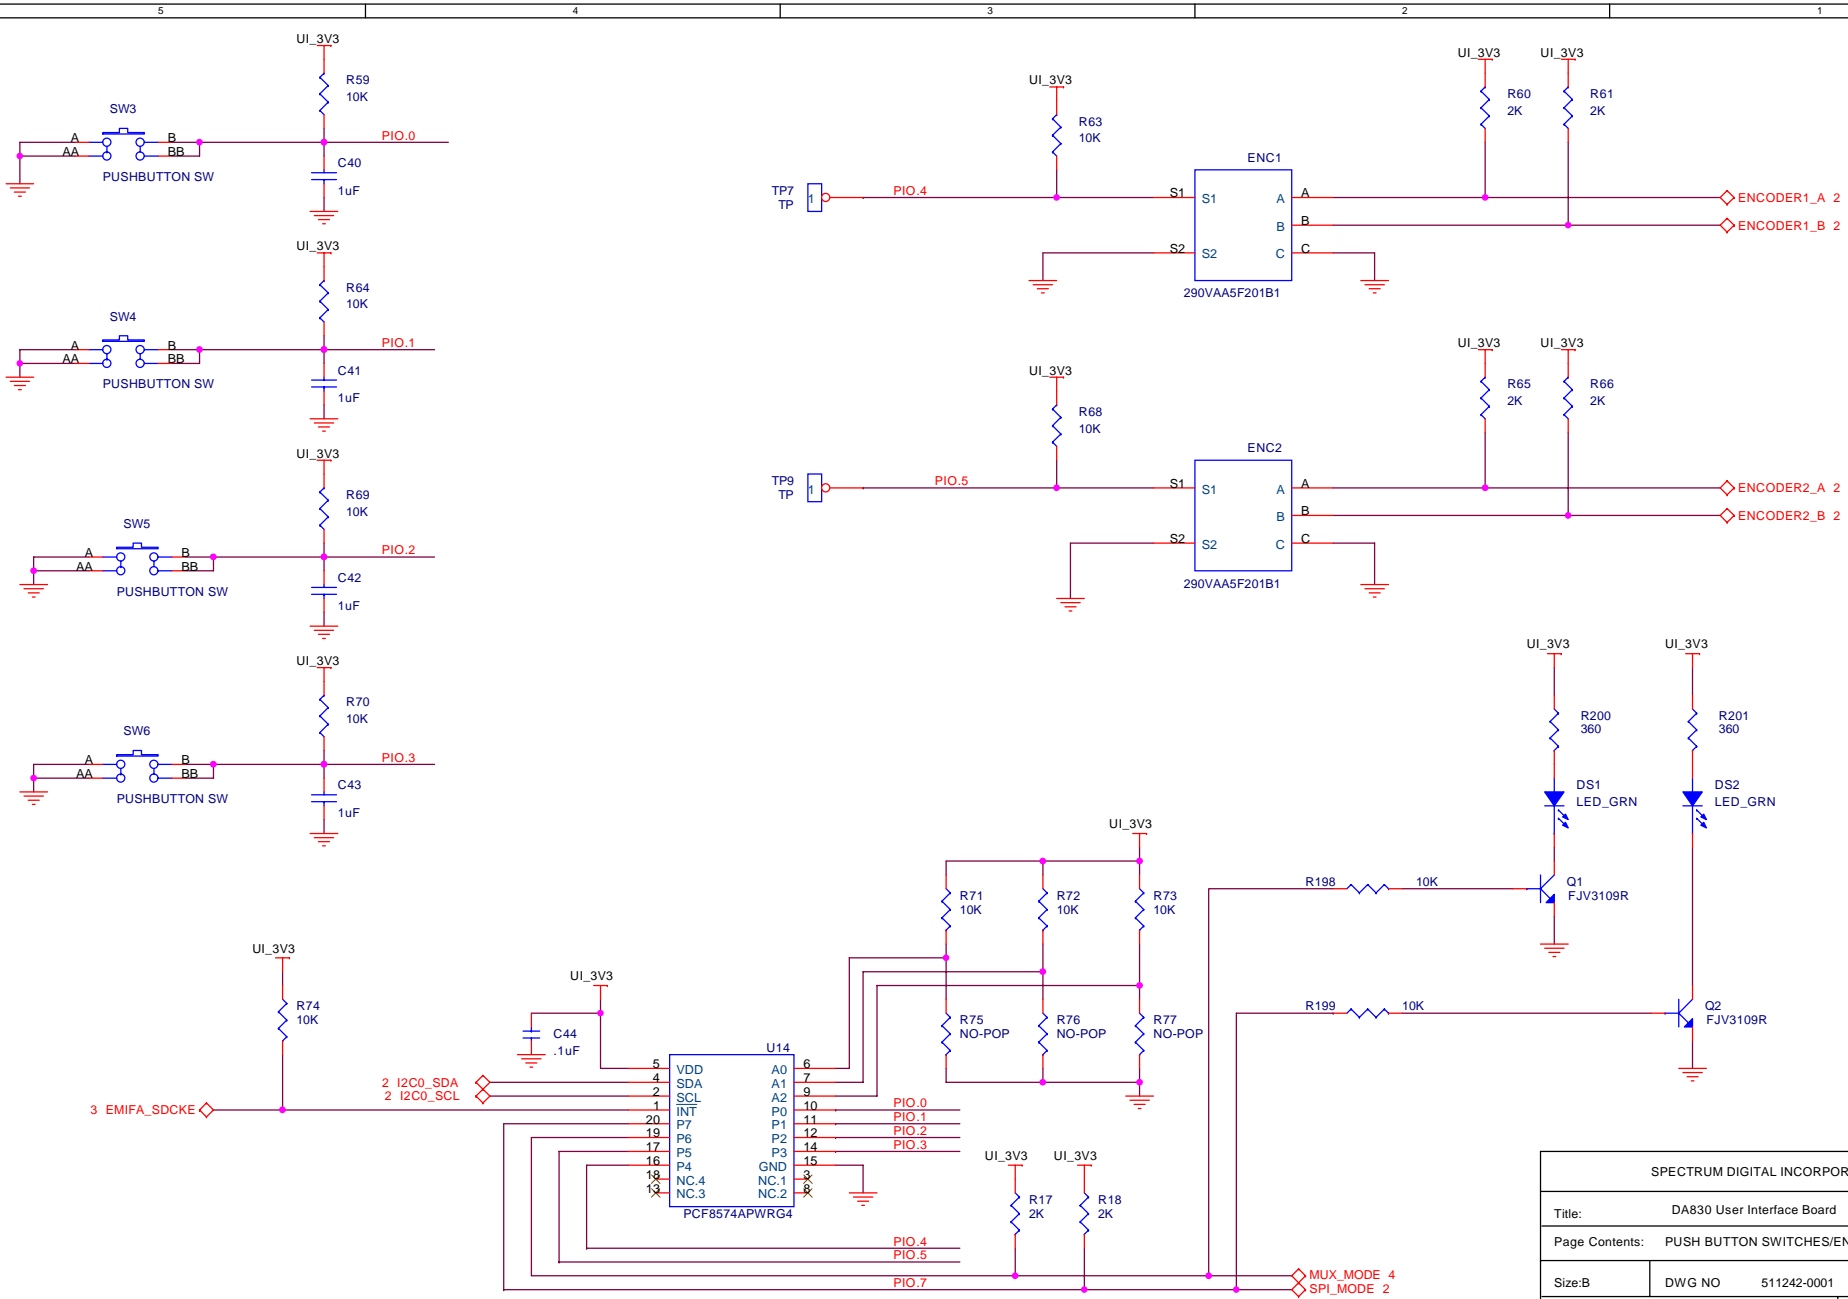 5 4 3 2 1
UI_3V3
R59
10K
SW3
A B
AA BB
PUSHBUTTON SW
PIO.0
C40
1uF
UI_3V3
R64
10K
SW4
A B
AA BB
PUSHBUTTON SW
PIO.1
C41
1uF
UI_3V3
R69
10K
SW5
A B
AA BB
PUSHBUTTON SW
PIO.2
C42
1uF
UI_3V3
R70
10K
SW6
A B
AA BB
PUSHBUTTON SW
PIO.3
C43
1uF
UI_3V3
R63
10K
TP7
TP
1
PIO.4
ENC1
S1 S1 A A
B B
S2 S2 C C
290VAA5F201B1
UI_3V3 UI_3V3
R60
2K
R61
2K
ENCODER1_A 2
ENCODER1_B 2
UI_3V3
R68
10K
TP9
TP
1
PIO.5
ENC2
S1 S1 A A
B B
S2 S2 C C
290VAA5F201B1
UI_3V3 UI_3V3
R65
2K
R66
2K
ENCODER2_A 2
ENCODER2_B 2
UI_3V3 UI_3V3
R200
360
R201
360
DS1
LED_GRN
DS2
LED_GRN
R198 10K
Q1
FJV3109R
R199 10K
Q2
FJV3109R
UI_3V3
R71
10K
R72
10K
R73
10K
R75
NO-POP
R76
NO-POP
R77
NO-POP
UI_3V3
R74
10K
UI_3V3
C44
.1uF
2 I2C0_SDA
2 I2C0_SCL
3 EMIFA_SDCKE
U14
5 VDD A0 6
4 SDA A1 7
2 SCL A2 9
1 INT P0 10 PIO.0
20 P7 P1 11 PIO.1
19 P6 P2 12 PIO.2
17 P5 P3 14 PIO.3
16 P4 GND 15
18 NC.4 NC.1 3
13 NC.3 NC.2 8
PCF8574APWRG4
UI_3V3 UI_3V3
R17
2K
R18
2K
PIO.4
PIO.5
PIO.7
MUX_MODE 4
SPI_MODE 2
SPECTRUM DIGITAL INCORPOR
Title: DA830 User Interface Board
Page Contents: PUSH BUTTON SWITCHES/EN
Size:B DWG NO 511242-0001